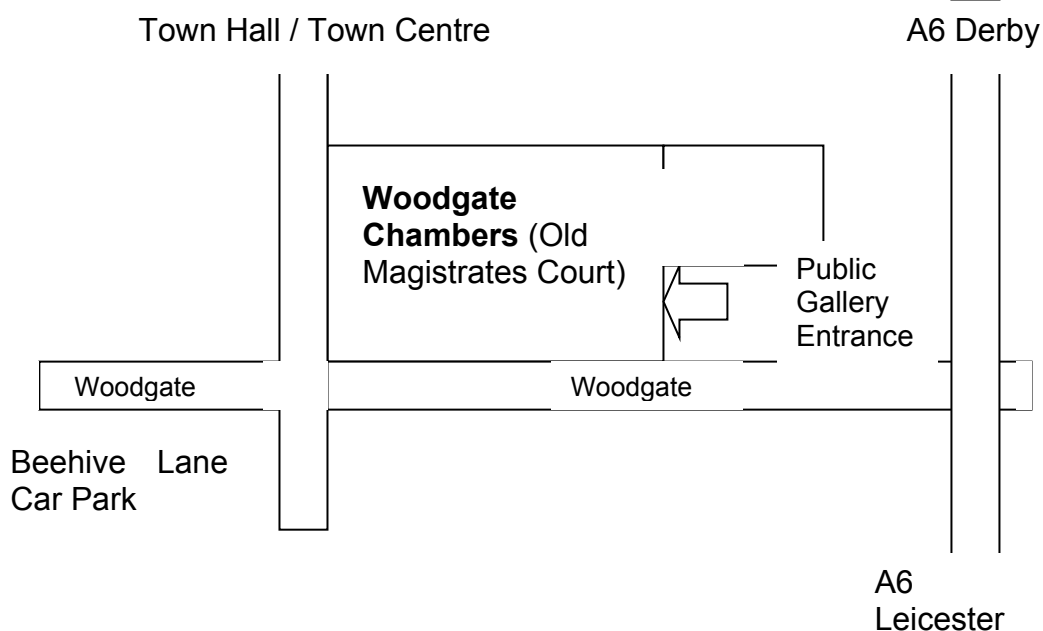 Town Hall / Town Centre
A6 Derby
Woodgate
Chambers (Old
Magistrates Court)
Public
Gallery
Entrance
Woodgate
Woodgate
Beehive Lane
Car Park
A6
Leicester